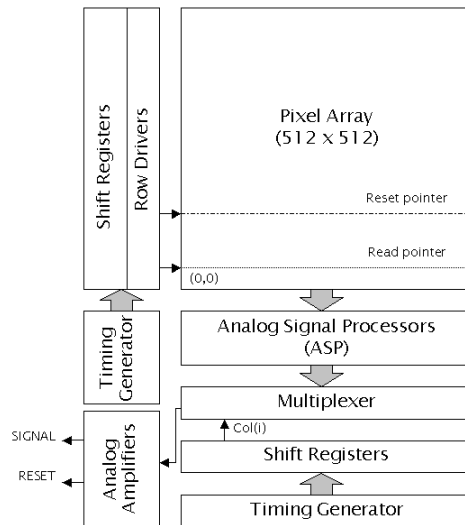 Shift Registers
Row Drivers
Pixel Array
(512 x 512)
Reset pointer
Read pointer
(0,0)
Timing
Generator
Analog Signal Processors
(ASP)
Multiplexer
Col(i)
SIGNAL
RESET
Analog
Amplifiers
Shift Registers
Timing Generator